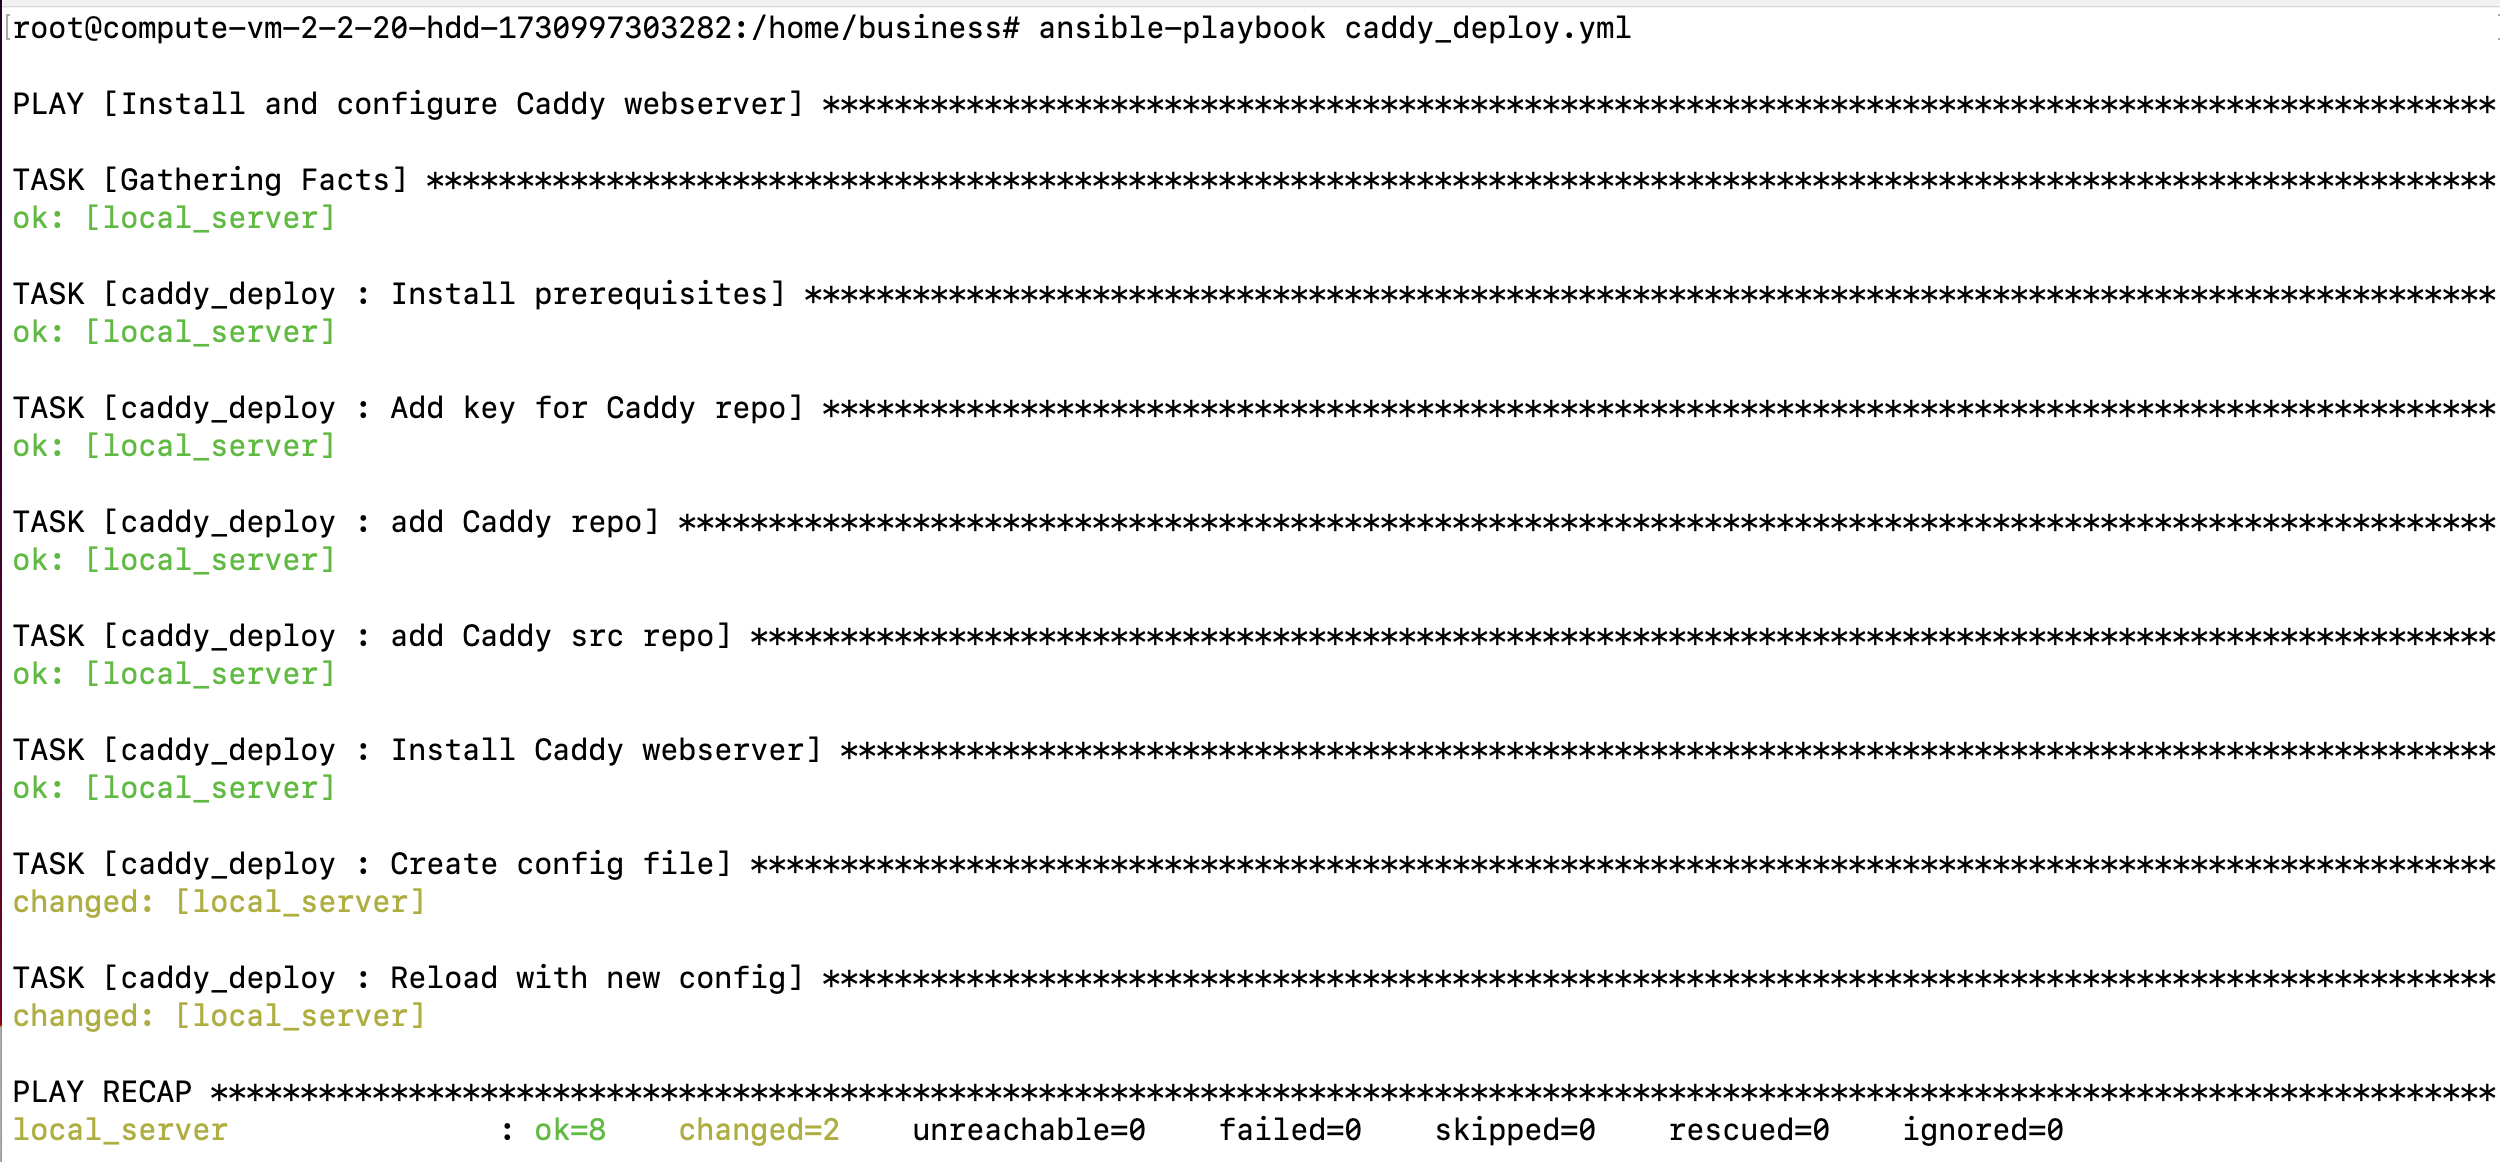 root@compute-vm-2-2-20-hdd-1730997303282:/home/business# ansible-playbook caddy_deploy.yml
PLAY [Install and configure Caddy webserver] *********************************************************************************************
TASK [Gathering Facts] *******************************************************************************************************************
ok: [local_server]
TASK [caddy_deploy : Install prerequisites] **********************************************************************************************
ok: [local_server]
TASK [caddy_deploy : Add key for Caddy repo] *********************************************************************************************
ok: [local_server]
TASK [caddy_deploy : add Caddy repo] *****************************************************************************************************
ok: [local_server]
TASK [caddy_deploy : add Caddy src repo] *************************************************************************************************
ok: [local_server]
TASK [caddy_deploy : Install Caddy webserver] ********************************************************************************************
ok: [local_server]
TASK [caddy_deploy : Create config file] *************************************************************************************************
changed: [local_server]
TASK [caddy_deploy : Reload with new config] *********************************************************************************************
changed: [local_server]
PLAY RECAP *******************************************************************************************************************************
local_server               : ok=8    changed=2    unreachable=0    failed=0    skipped=0    rescued=0    ignored=0